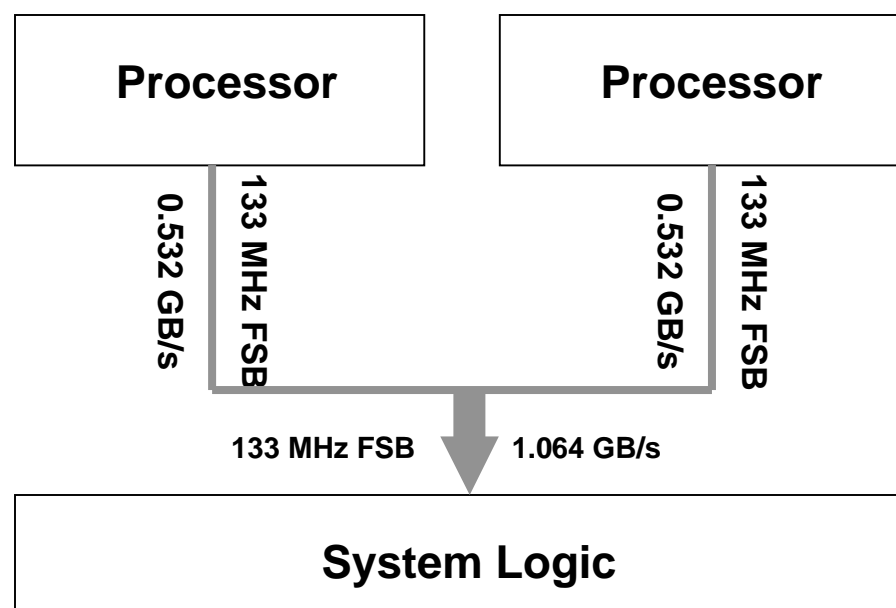 Processor
Processor
133 MHz FSB
0.532 GB/s
133 MHz FSB
0.532 GB/s
133 MHz FSB
1.064 GB/s
System Logic